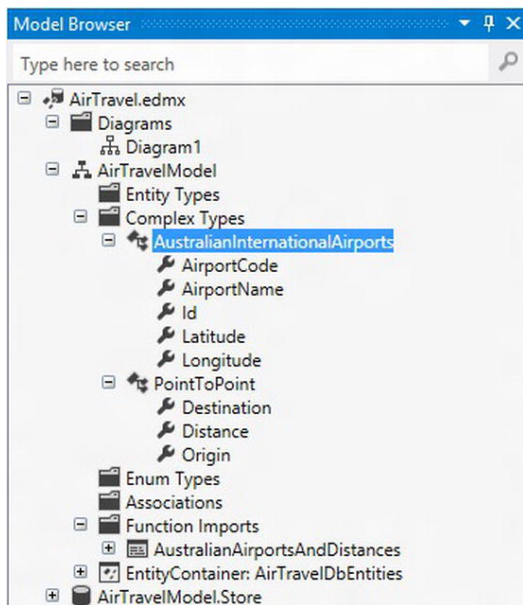 Model Browser
Type here to search
AirTravel.edmx
Diagrams
Diagram1
AirTravelModel
Entity Types
Complex Types
AustralianInternationalAirports
AirportCode
AirportName
Id
Latitude
Longitude
PointToPoint
Destination
Distance
Origin
Enum Types
Associations
Function Imports
AustralianAirportsAndDistances
EntityContainer: AirTravelDbEntities
AirTravelModel.Store